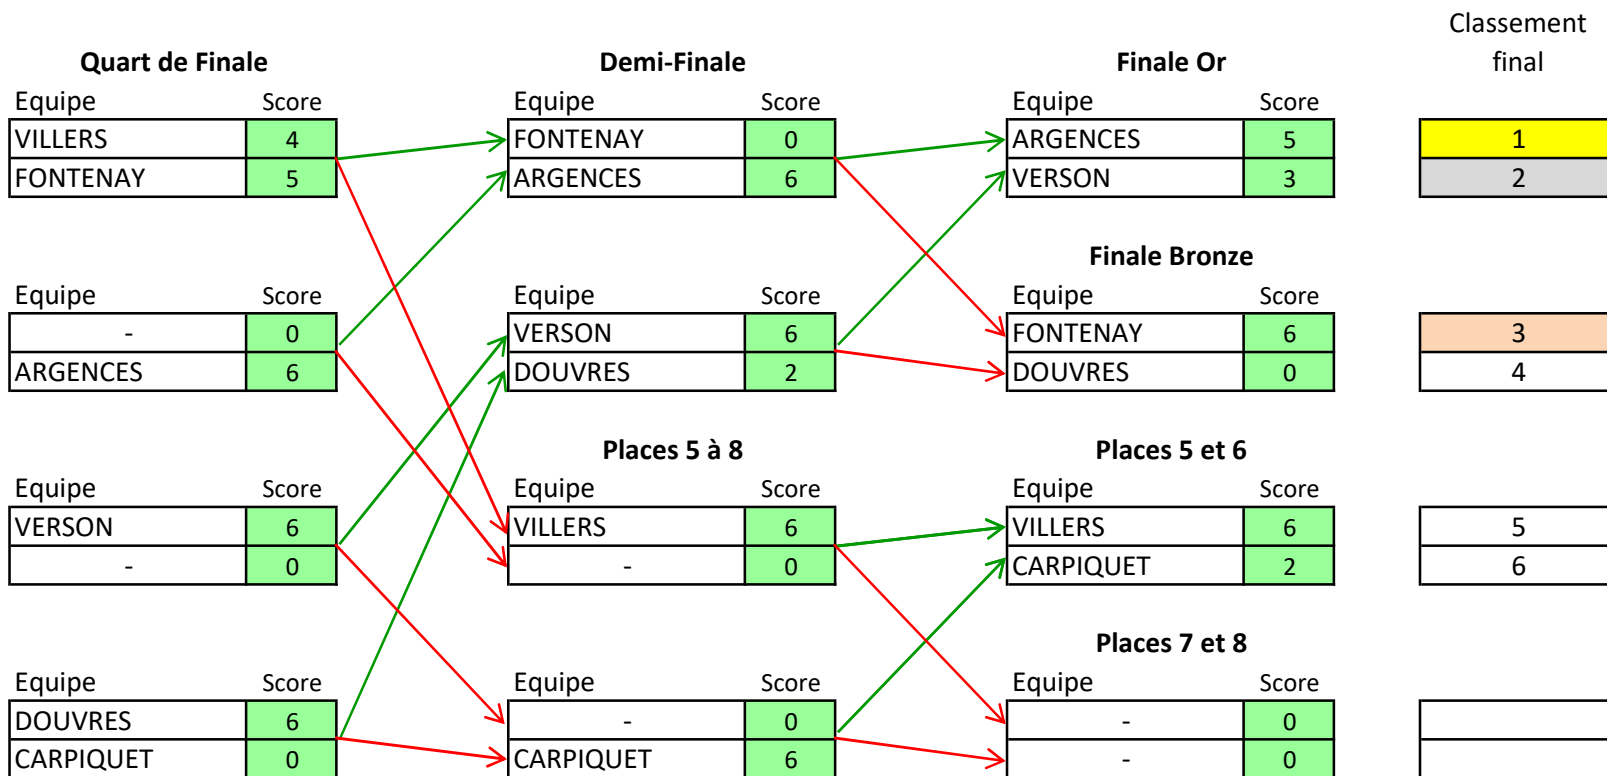 Classement
Quart de Finale Demi-Finale Finale Or final
Equipe Score Equipe Score Equipe Score
VILLERS 4 FONTENAY 0 ARGENCES 5 1
FONTENAY 5 ARGENCES 6 VERSON 3 2
Finale Bronze
Equipe Score Equipe Score Equipe Score
- 0 VERSON 6 FONTENAY 6 3
ARGENCES 6 DOUVRES 2 DOUVRES 0 4
Places 5 à 8 Places 5 et 6
Equipe Score Equipe Score Equipe Score
VERSON 6 VILLERS 6 VILLERS 6 5
- 0 - 0 CARPIQUET 2 6
Places 7 et 8
Equipe Score Equipe Score Equipe Score
DOUVRES 6 - 0 - 0
CARPIQUET 0 CARPIQUET 6 - 0